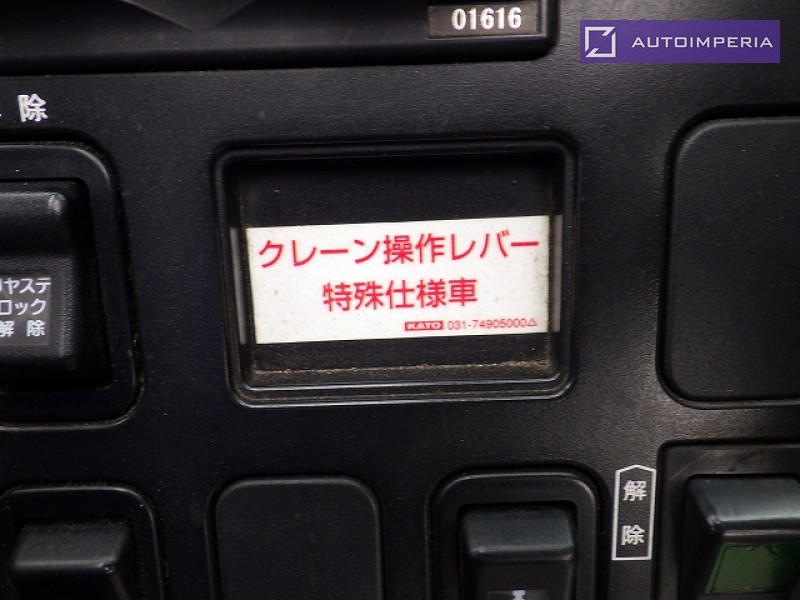 01616
AUTOIMPERIA
除
クレーン操作レバー
特殊仕様車
KATO 031-74905000△
ヤステ
ロック
解除
解除